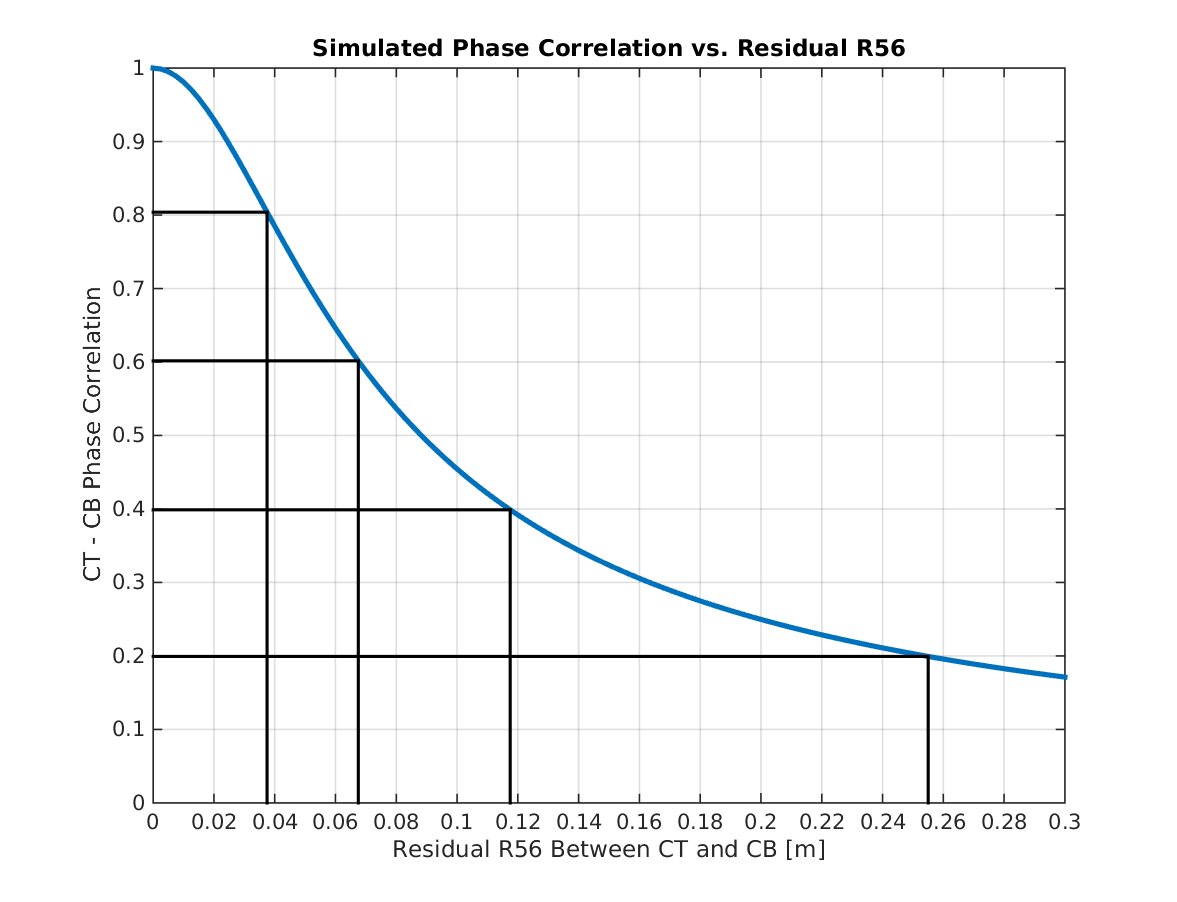 Simulated Phase Correlation vs. Residual R56
1
0.9
0.8
0.7
0.6
0.5
0.4
0.3
0.2
0.1
0
CT - CB Phase Correlation
0 0.02 0.04 0.06 0.08 0.1 0.12 0.14 0.16 0.18 0.2 0.22 0.24 0.26 0.28 0.3
Residual R56 Between CT and CB [m]